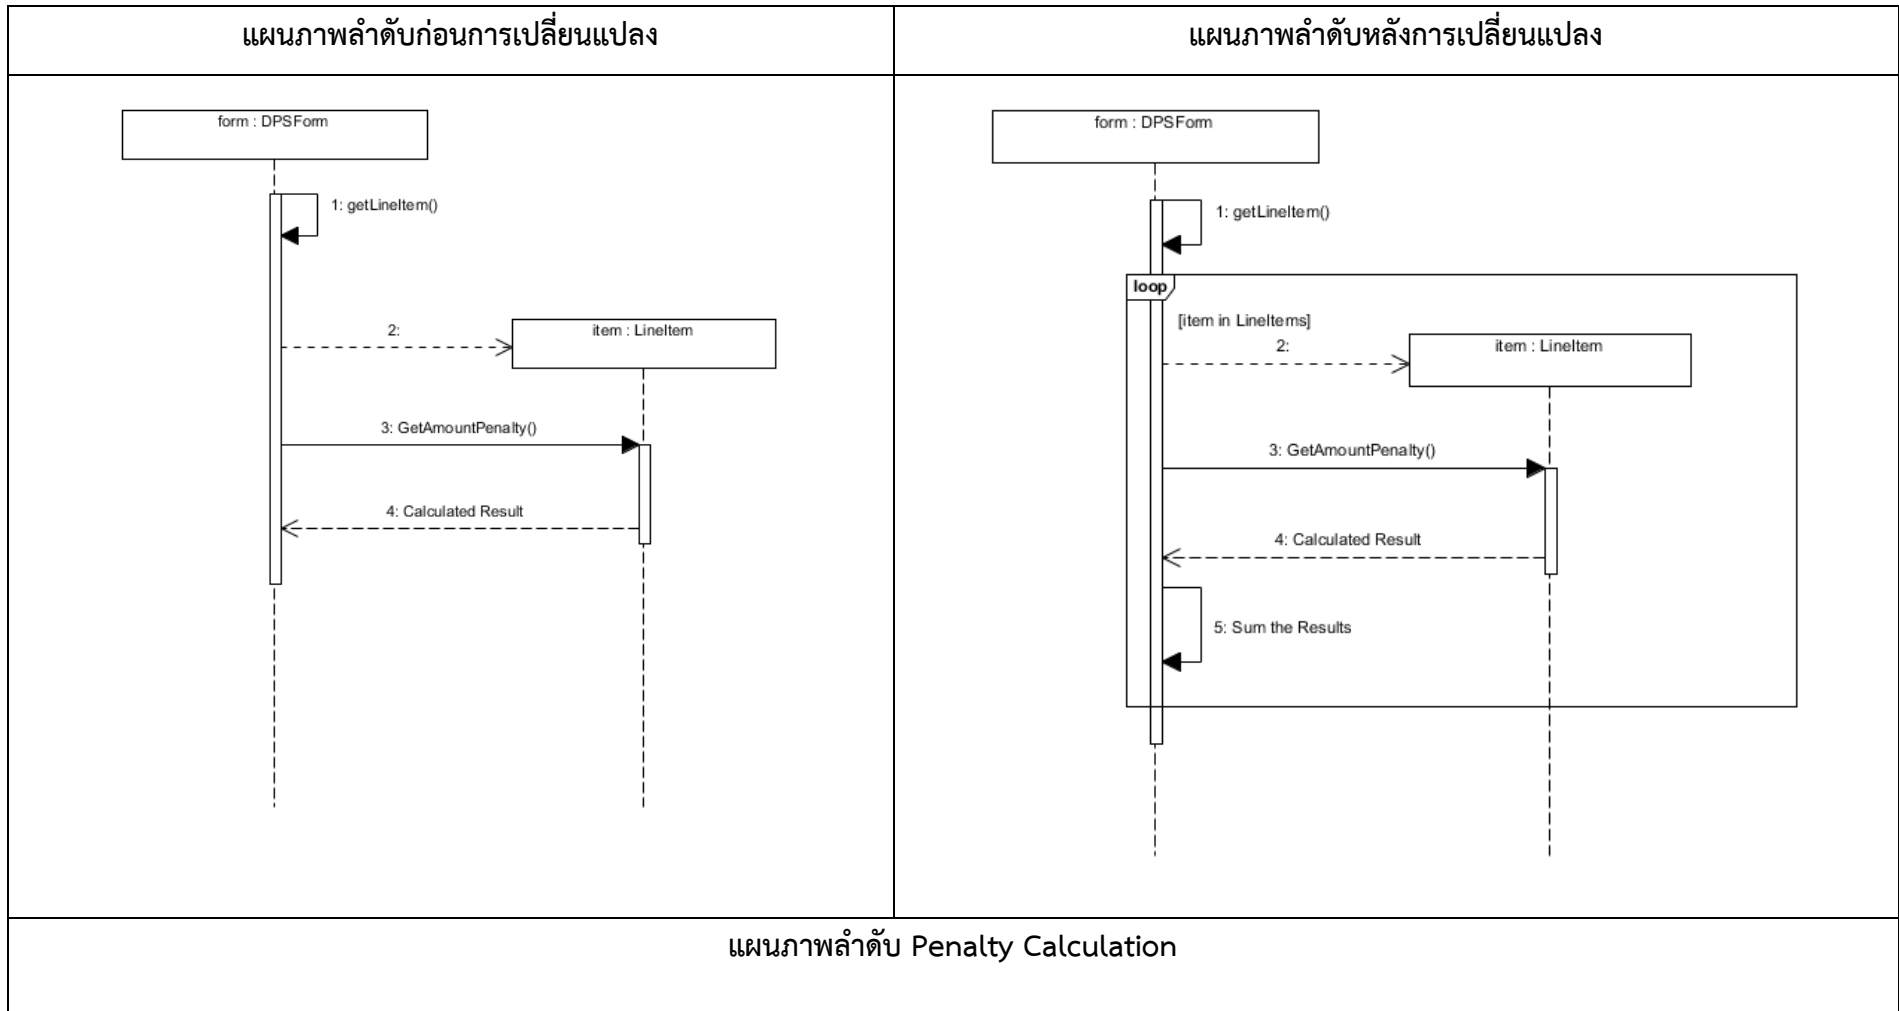 แผนภาพลำดับก่อนการเปลี่ยนแปลง
แผนภาพลำดับหลังการเปลี่ยนแปลง
form : DPSForm
1: getLineItem()
2:
item : LineItem
3: GetAmountPenalty()
4: Calculated Result
form : DPSForm
1: getLineItem()
loop
[item in LineItems]
2:
item : LineItem
3: GetAmountPenalty()
4: Calculated Result
5: Sum the Results
แผนภาพลำดับ Penalty Calculation